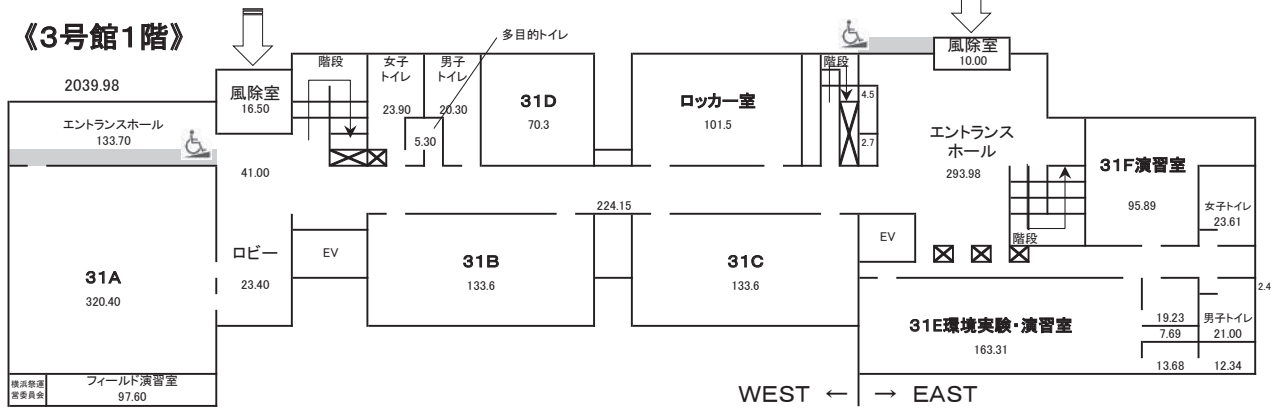 《3号館1階》
2039.98
エントランスホール
133.70
風除室
16.50
41.00
階段
女子
トイレ
23.90
男子
トイレ
20.30
多目的トイレ
5.30
31D
70.3
ロッカー室
101.5
階段
4.5
2.7
風除室
10.00
エントランス
ホール
293.98
31F演習室
95.89
女子トイレ
23.61
224.15
31A
320.40
ロビー
23.40
EV
31B
133.6
31C
133.6
EV
階段
2.4
31E環境実験・演習室
163.31
19.23
7.69
13.68
男子トイレ
21.00
12.34
横浜祭運
営委員会
フィールド演習室
97.60
WEST ← → EAST